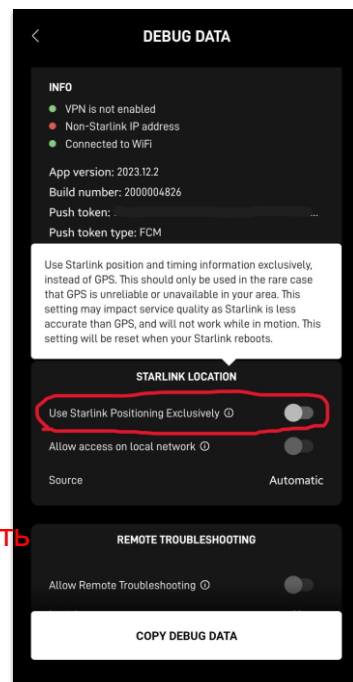 DEBUG DATA
INFO
VPN is not enabled
Non-Starlink IP address
Connected to WiFi
App version: 2023.12.2
Build number: 2000004826
Push token: ...
Push token type: FCM
Use Starlink position and timing information exclusively,
instead of GPS. This should only be used in the rare case
that GPS is unreliable or unavailable in your area. This
setting may impact service quality as Starlink is less
accurate than GPS, and will not work while in motion. This
setting will be reset when your Starlink reboots.
STARLINK LOCATION
Use Starlink Positioning Exclusively
Allow access on local network
Source Automatic
ть
REMOTE TROUBLESHOOTING
Allow Remote Troubleshooting
COPY DEBUG DATA